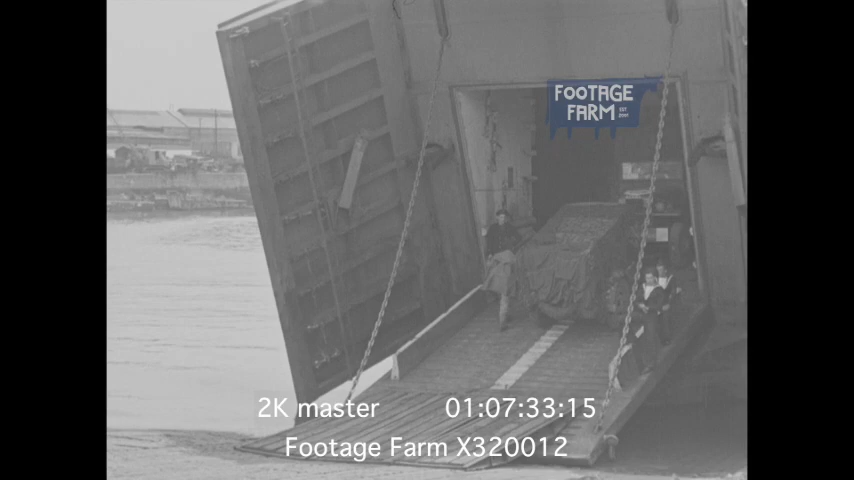 FOOTAGE
FARM
2K master 01:07:33:15
Footage Farm X320012